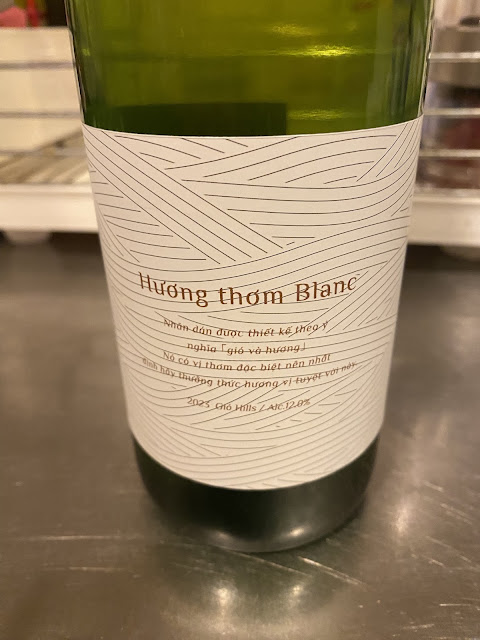 Hương thơm Blanc
Nhãn dán được thiết kế theo ý
nghĩa「gió và hương」
Nó có vị thơm đặc biệt nên nhất
định hãy thưởng thức hương vị tuyệt vời này.
2023 Gió Hills / Alc.12.0%